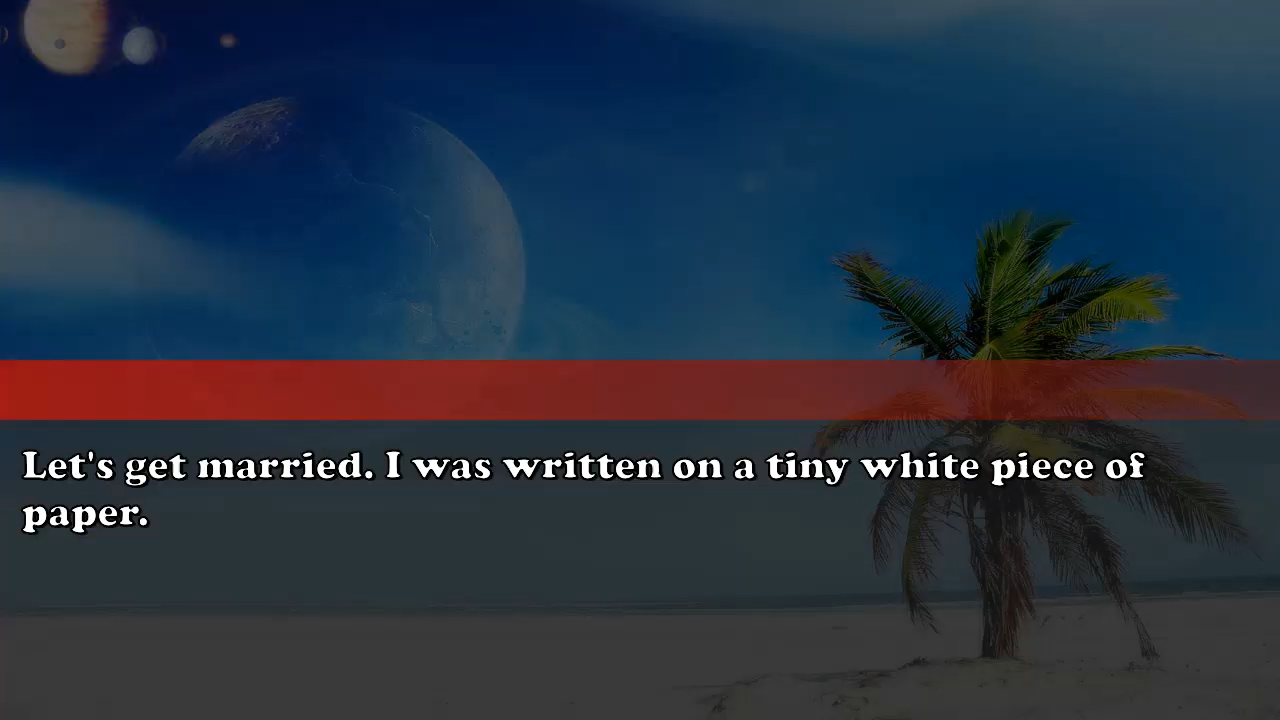 Let's get married. I was written on a tiny white piece of
paper.